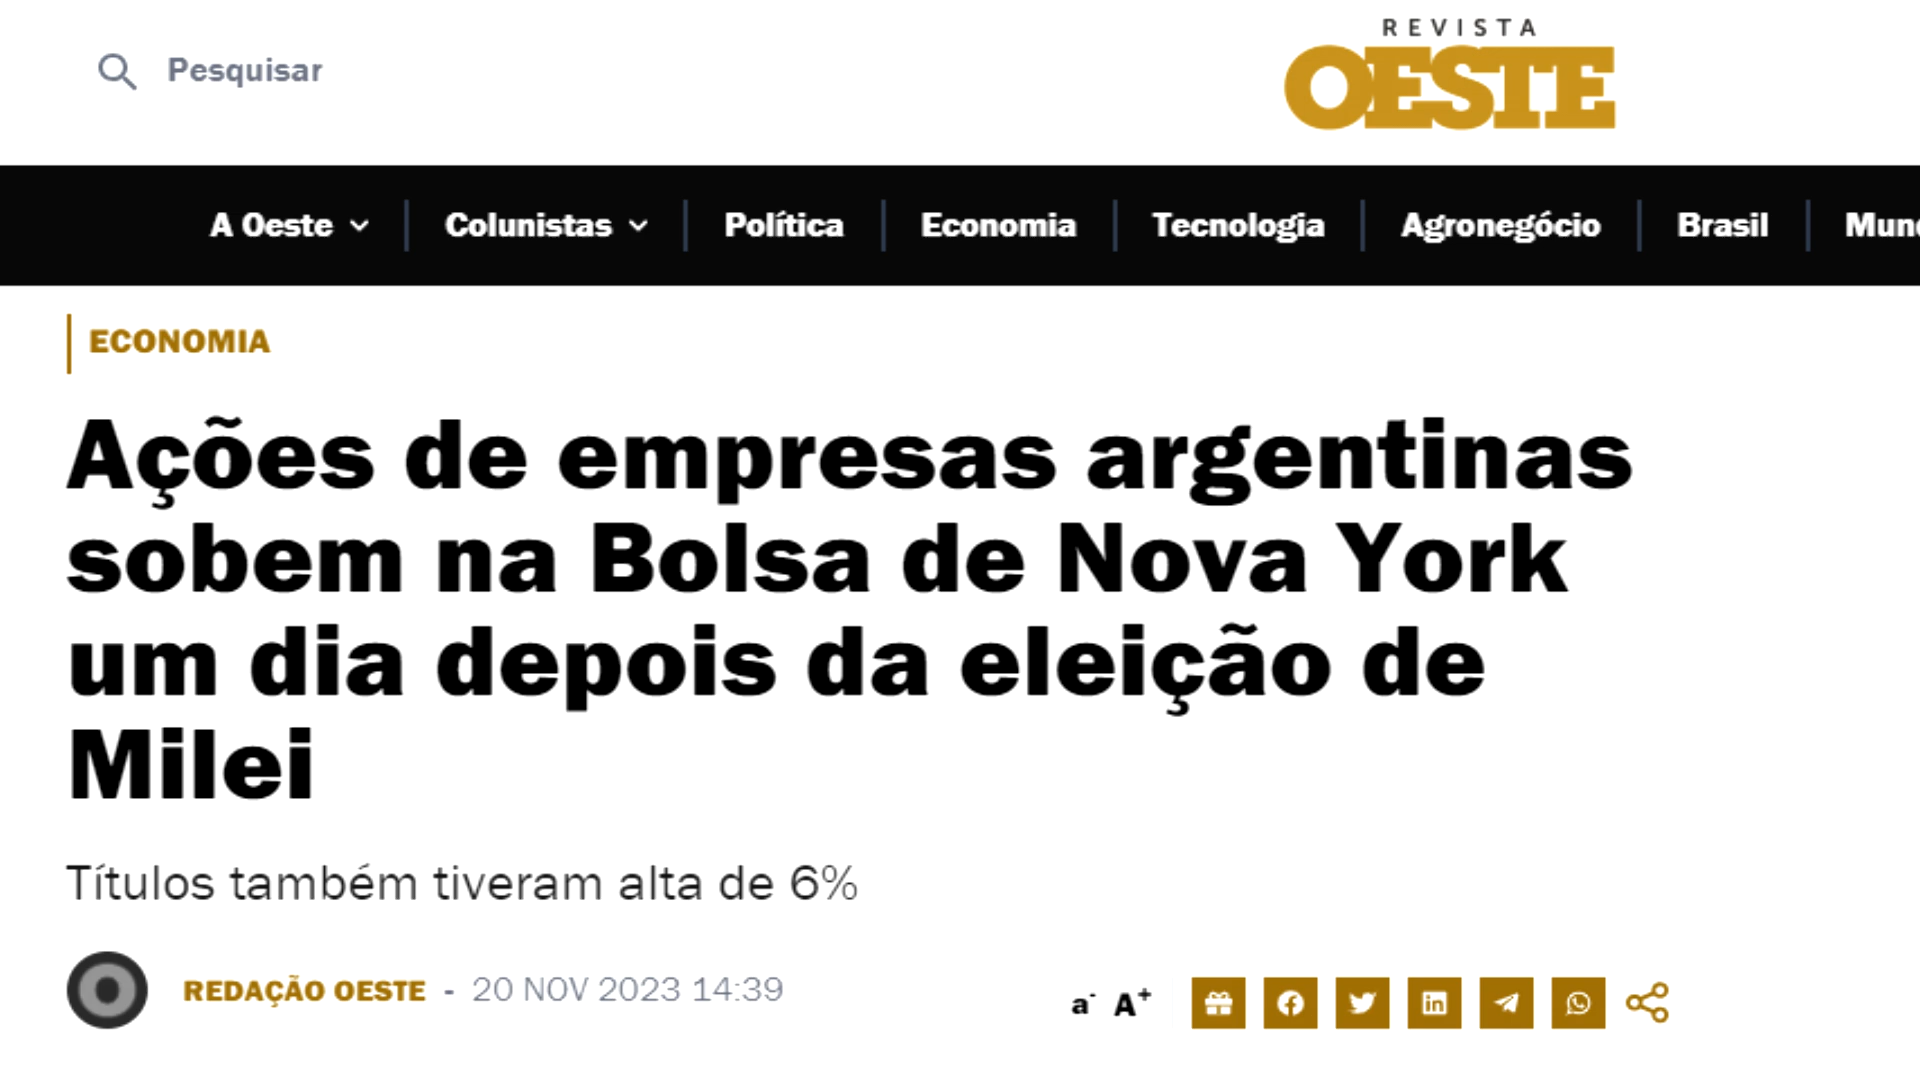 Pesquisar
REVISTA
OESTE
A Oeste
Colunistas
Política
Economia
Tecnologia
Agronegócio
Brasil
Mun
ECONOMIA
Ações de empresas argentinas
sobem na Bolsa de Nova York
um dia depois da eleição de
Milei
Títulos também tiveram alta de 6%
REDAÇÃO OESTE - 20 NOV 2023 14:39
a- A+